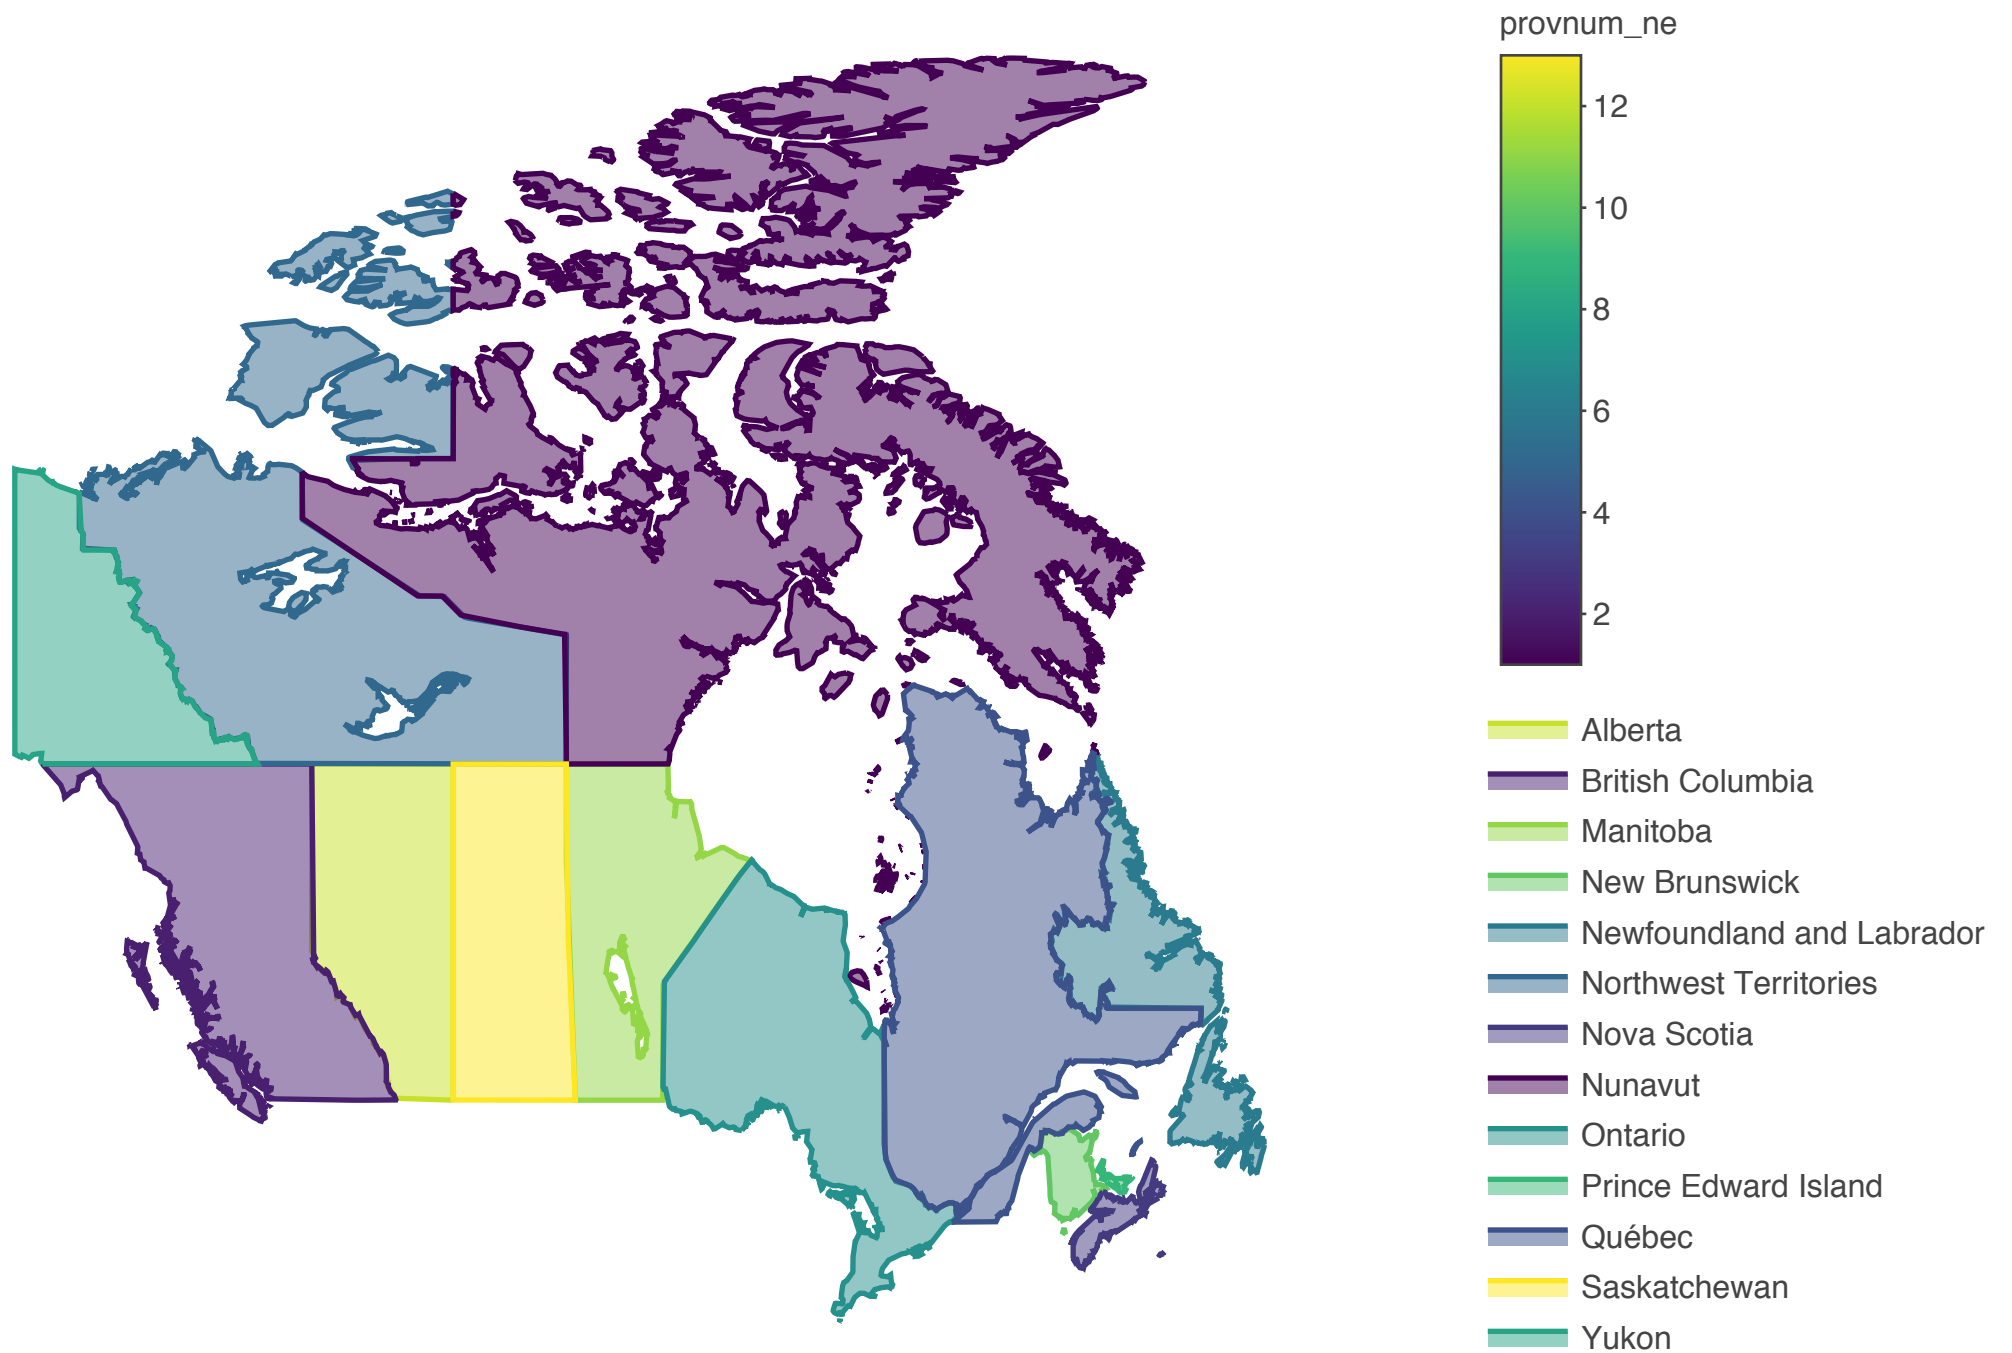 provnum_ne
12
10
8
6
4
2
Alberta
British Columbia
Manitoba
New Brunswick
Newfoundland and Labrador
Northwest Territories
Nova Scotia
Nunavut
Ontario
Prince Edward Island
Québec
Saskatchewan
Yukon